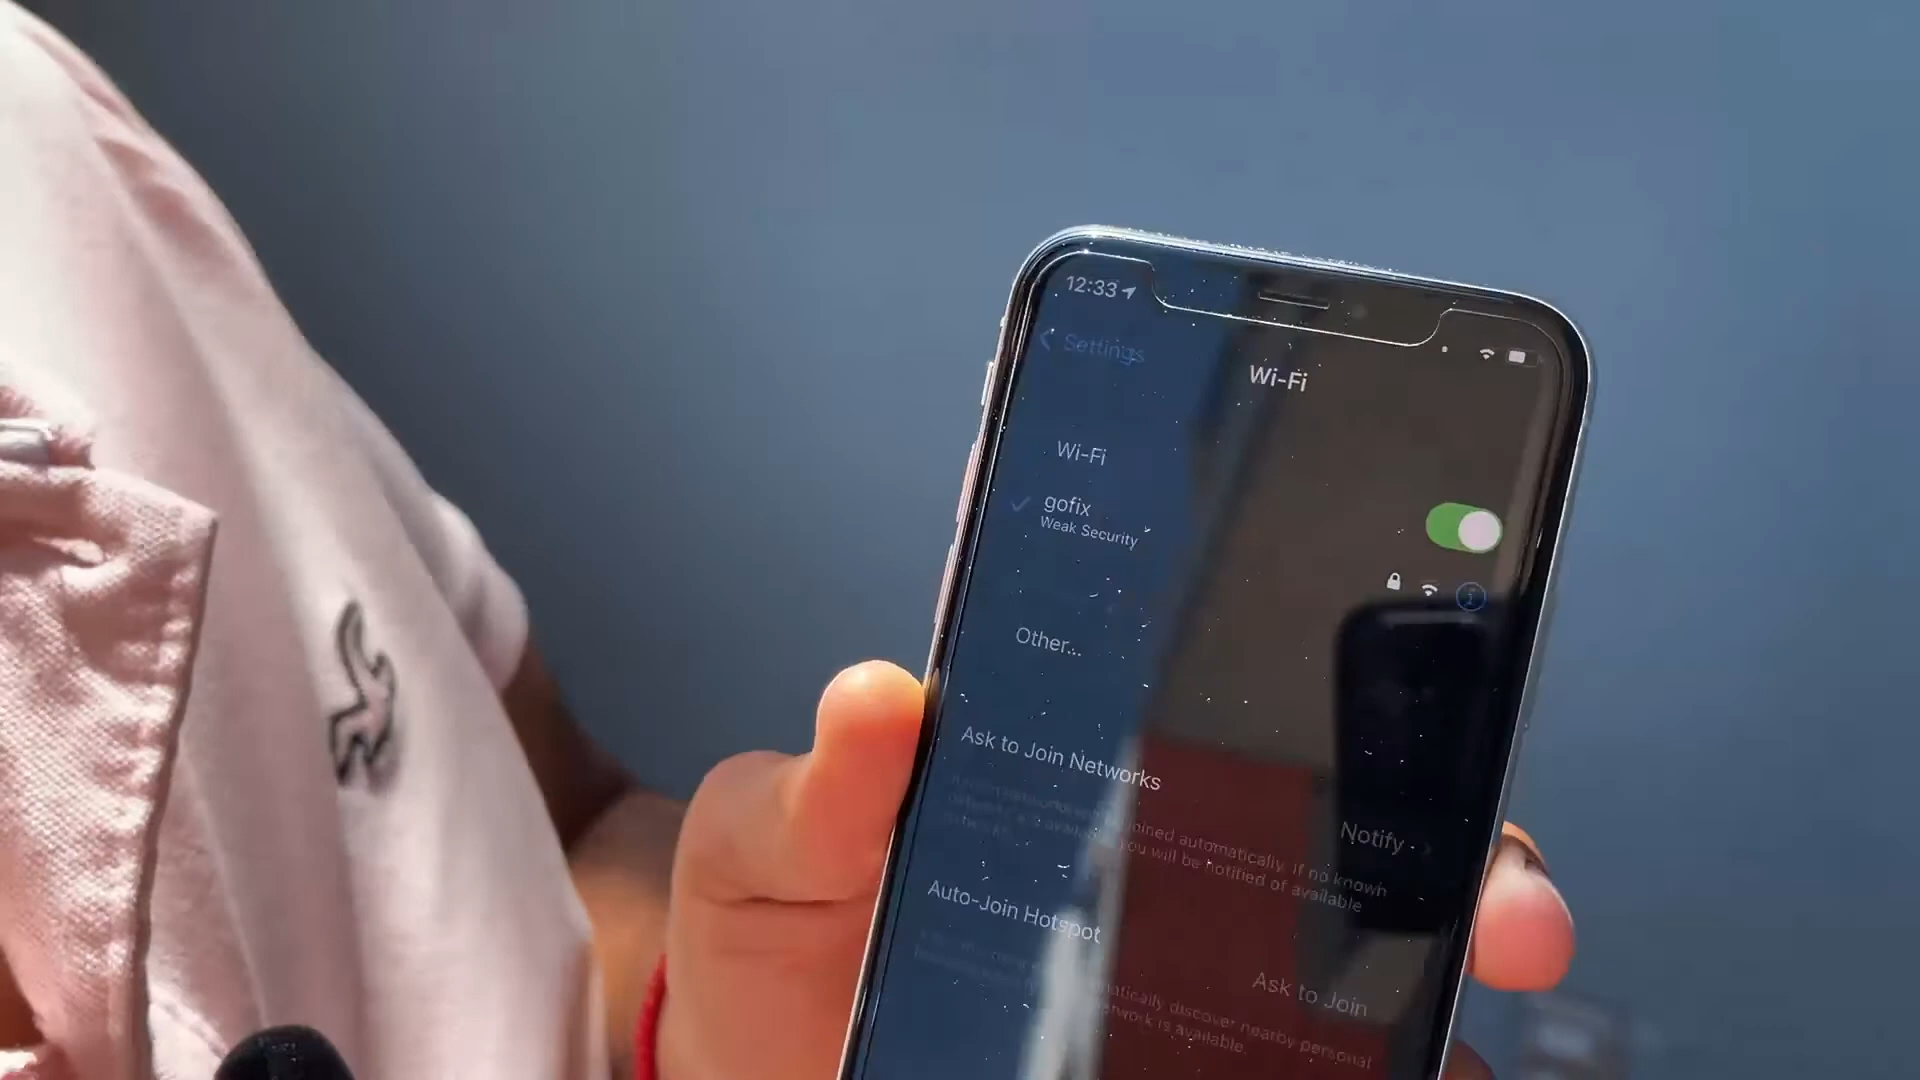 12:33
Settings
Wi-Fi
Wi-Fi
gofix
Weak Security
Other...
Ask to Join Networks
Notify
joined automatically. If no known
you will be notified of available
Auto-Join Hotspot
Ask to Join
discover nearby personal
network is available.